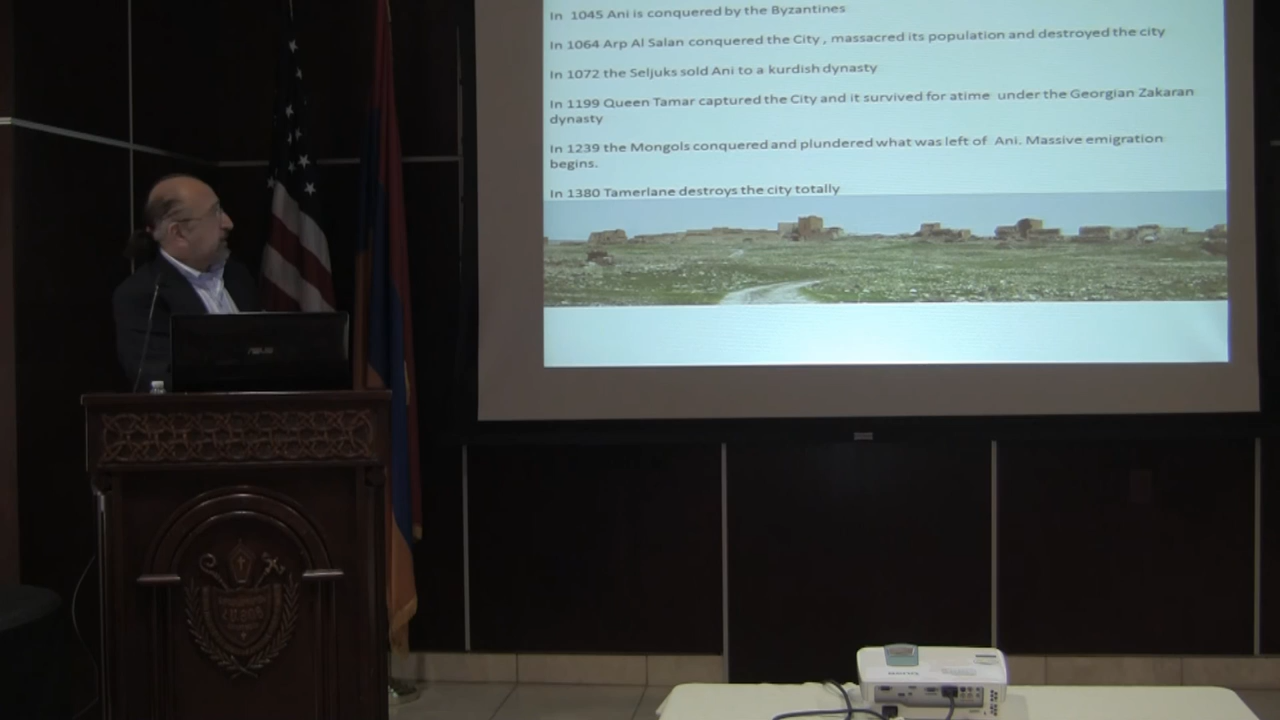 In 1045 Ani is conquered by the Byzantines
In 1064 Arp Al Salan conquered the City , massacred its population and destroyed the city
In 1072 the Seljuks sold Ani to a kurdish dynasty
In 1199 Queen Tamar captured the City and it survived for atime under the Georgian Zakaran
dynasty
In 1239 the Mongols conquered and plundered what was left of Ani. Massive emigration
begins.
In 1380 Tamerlane destroys the city totally
ASUS